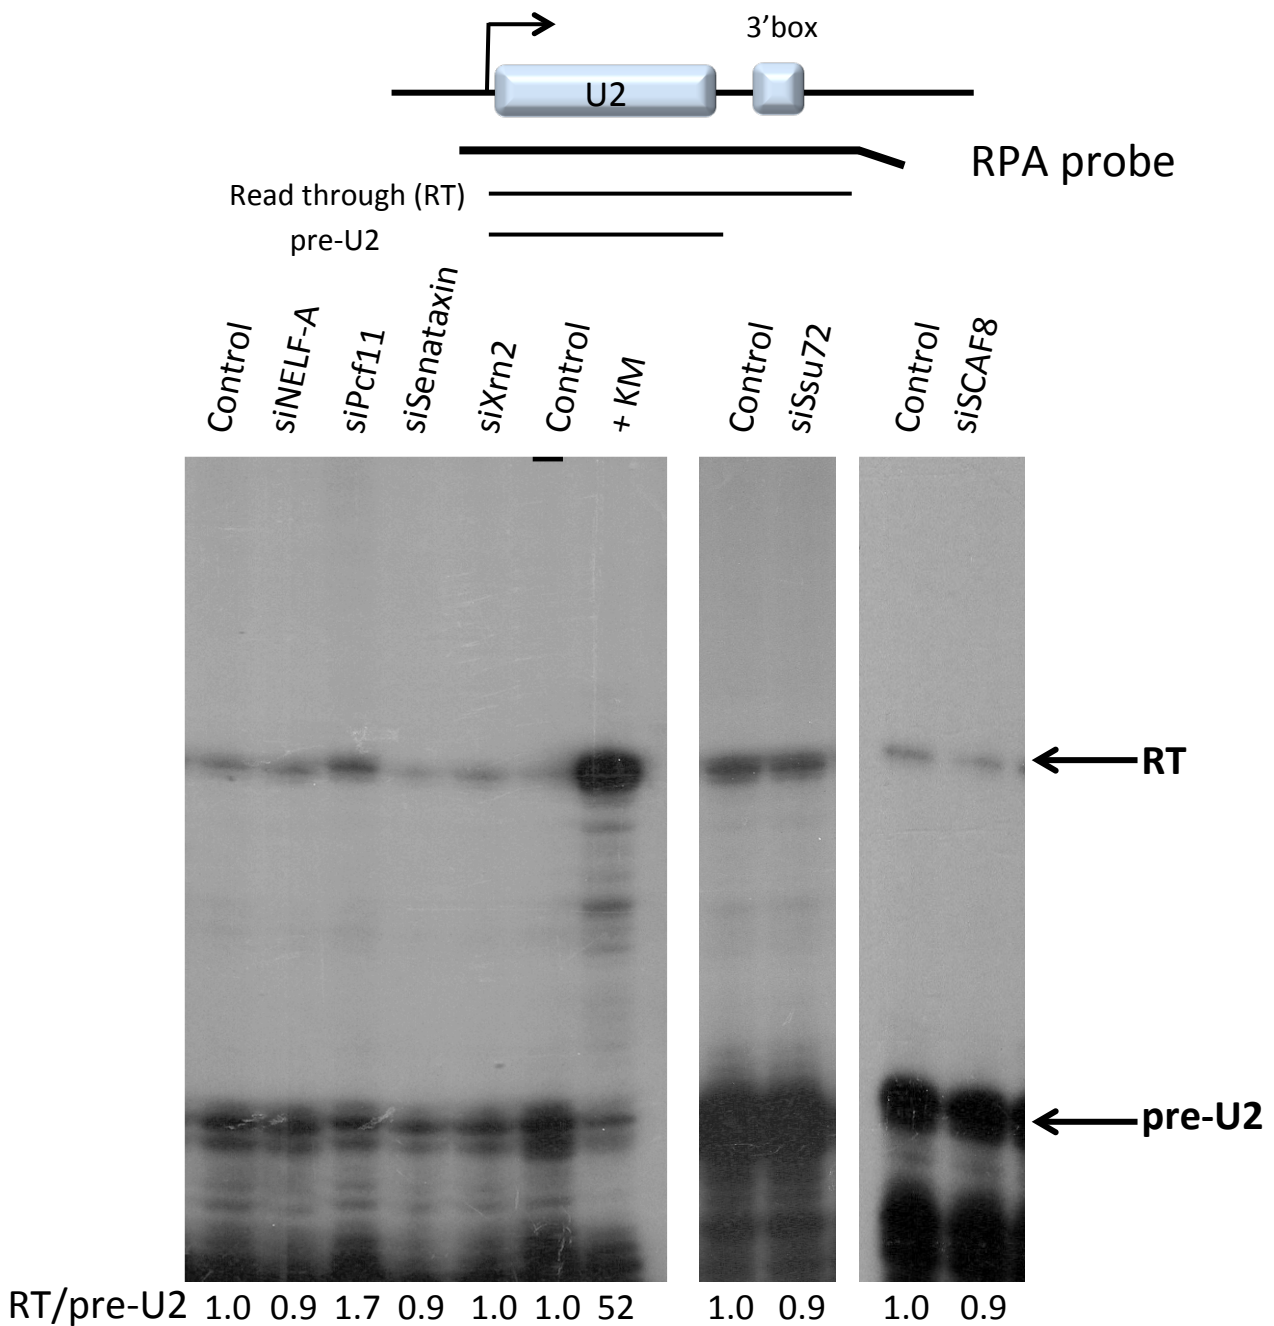 3’box
U2
RPA probe
Read through (RT)
pre-U2
Control siNELF-A siPcf11 siSenataxin siXrn2 Control + KM Control siSsu72 Control siSCAF8
RT
pre-U2
RT/pre-U2 1.0 0.9 1.7 0.9 1.0 1.0 52 1.0 0.9 1.0 0.9